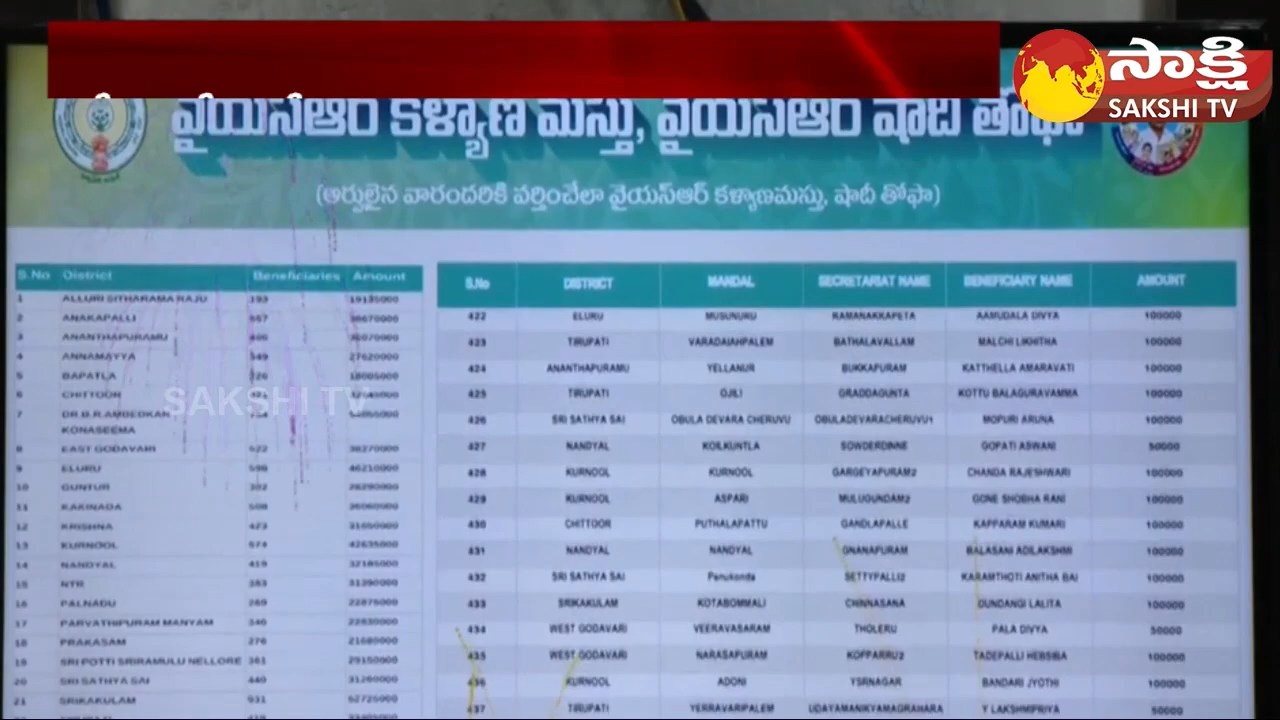 సాక్షి
SAKSHI TV
వైయస్ఆర్ కళ్యాణ మస్తు, వైయస్ఆర్ షాదీ తోఫా
(అర్హులైన వారందరికి వర్తించేలా వైయస్ఆర్ కళ్యాణమస్తు, షాదీ తోఫా)
S.No District Beneficiaries Amount
1 ALLURI SITHARAMA RAJU 193
2 ANAKAPALLI
3 ANANTHAPURAMU
4 ANNAMAYYA 349 27620000
5 BAPATLA
6 CHITTOOR
7 DR.B.R.AMBEDKAR
KONASEEMA
8 EAST GODAVARI 522 38270000
9 ELURU 598 46210000
10 GUNTUR
11 KAKINADA
12 KRISHNA 423
13 KURNOOL 574 42635000
14 NANDYAL 419 32185000
15 NTR 31390000
16 PALNADU 269 22875000
17 PARVATHIPURAM MANYAM
18 PRAKASAM 276
19 SRI POTTI SRIRAMULU NELLORE 361 29150000
20 SRI SATHYA SAI 440
21 SRIKAKULAM 931 62725000
SAKSHI TV
S.No DISTRICT MANDAL SECRETARIAT NAME BENEFICIARY NAME AMOUNT
422 ELURU MUSUNURU RAMANAKKAPETA AAMUDALA DIVYA 100000
423 TIRUPATI VARADAIAHPALEM BATHALAVALLAM MALCHI LIKHITHA 100000
424 ANANTHAPURAMU YELLANUR BUKKAPURAM KATTHELLA AMARAVATI 100000
425 TIRUPATI OJILI GRADDAGUNTA KOTTU BALAGURAVAMMA 100000
426 SRI SATHYA SAI OBULA DEVARA CHERUVU OBULADEVARACHERUVU1 MOPURI ARUNA 100000
427 NANDYAL KOILKUNTLA SOWDERDINNE GOPATI ASWANI 50000
428 KURNOOL KURNOOL GARGEYAPURAM2 CHANDA RAJESHWARI 100000
429 KURNOOL ASPARI MULUGUNDAM2 GONE SHOBHA RANI 100000
430 CHITTOOR PUTHALAPATTU GANDLAPALLE KAPPARAM KUMARI 100000
431 NANDYAL NANDYAL GNANAPURAM BALASANI ADILAKSHMI 100000
432 SRI SATHYA SAI Penukonda SETTYPALLI2 KARAMTHOTI ANITHA BAI 100000
433 SRIKAKULAM KOTABOMMALI CHINNASANA DUNDANGI LALITA 100000
434 WEST GODAVARI VEERAVASARAM THOLERU PALA DIVYA 50000
435 WEST GODAVARI NARASAPURAM KOPPARRU2 TADEPALLI HEBSIBA 100000
436 KURNOOL ADONI YSRNAGAR BANDARI JYOTHI 100000
437 TIRUPATI YERRAVARIPALEM UDAYAMANIKYAMAGRAHARA Y LAKSHMIPRIYA 50000